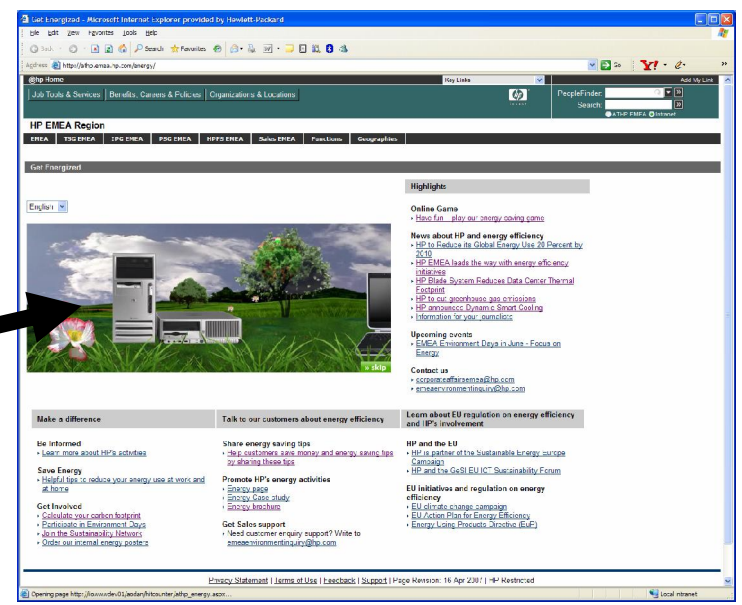 Get Energized - Microsoft Internet Explorer provided by Hewlett-Packard
File Edit View Favorites Tools Help
Back Search Favorites
Address http://athp.emea.hp.com/energy/ Go
@hp Home Key Links Add My Link
Job Tools & Services | Benefits, Careers & Policies | Organizations & Locations
PeopleFinder:
Search:
@HP EMEA Intranet
HP EMEA Region
EMEA TSG EMEA IPG EMEA PSG EMEA HPFS EMEA Sales EMEA Functions Geographies
Get Energized
English
» skip
Highlights
Online Game
Have fun play our energy saving game
News about HP and energy efficiency
HP to Reduce its Global Energy Use 20 Percent by
2010
HP EMEA leads the way with energy efficiency
initiatives
HP Blade System Reduces Data Center Thermal
Footprint
HP to cut greenhouse gas emissions
HP announces Dynamic Smart Cooling
Information for your journalists
Upcoming events
EMEA Environment Days in June - Focus on
Energy
Contact us
corporateaffairsemea@hp.com
emeaenvironmentinquiry@hp.com
Make a difference
Be Informed
Learn more about HP's activities
Save Energy
Helpful tips to reduce your energy use at work and
at home
Get Involved
Calculate your carbon footprint
Participate in Environment Days
Join the Sustainability Network
Order our internal energy posters
Talk to our customers about energy efficiency
Share energy saving tips
Help customers save money and energy saving tips
by sharing these tips
Promote HP's energy activities
Energy page
Energy Case study
Energy brochure
Get Sales support
Need customer enquiry support? Write to
emeaenvironmentinquiry@hp.com
Learn about EU regulation on energy efficiency
and HP's involvement
HP and the EU
HP is partner of the Sustainable Energy Europe
Campaign
HP and the GeSI EU ICT Sustainability Forum
EU initiatives and regulation on energy
efficiency
EU climate change campaign
EU Action Plan for Energy Efficiency
Energy Using Products Directive (EuP)
Privacy Statement | Terms of Use | Feedback | Support | Page Revision: 16 Apr 2007 | HP Restricted
Opening page
Local intranet